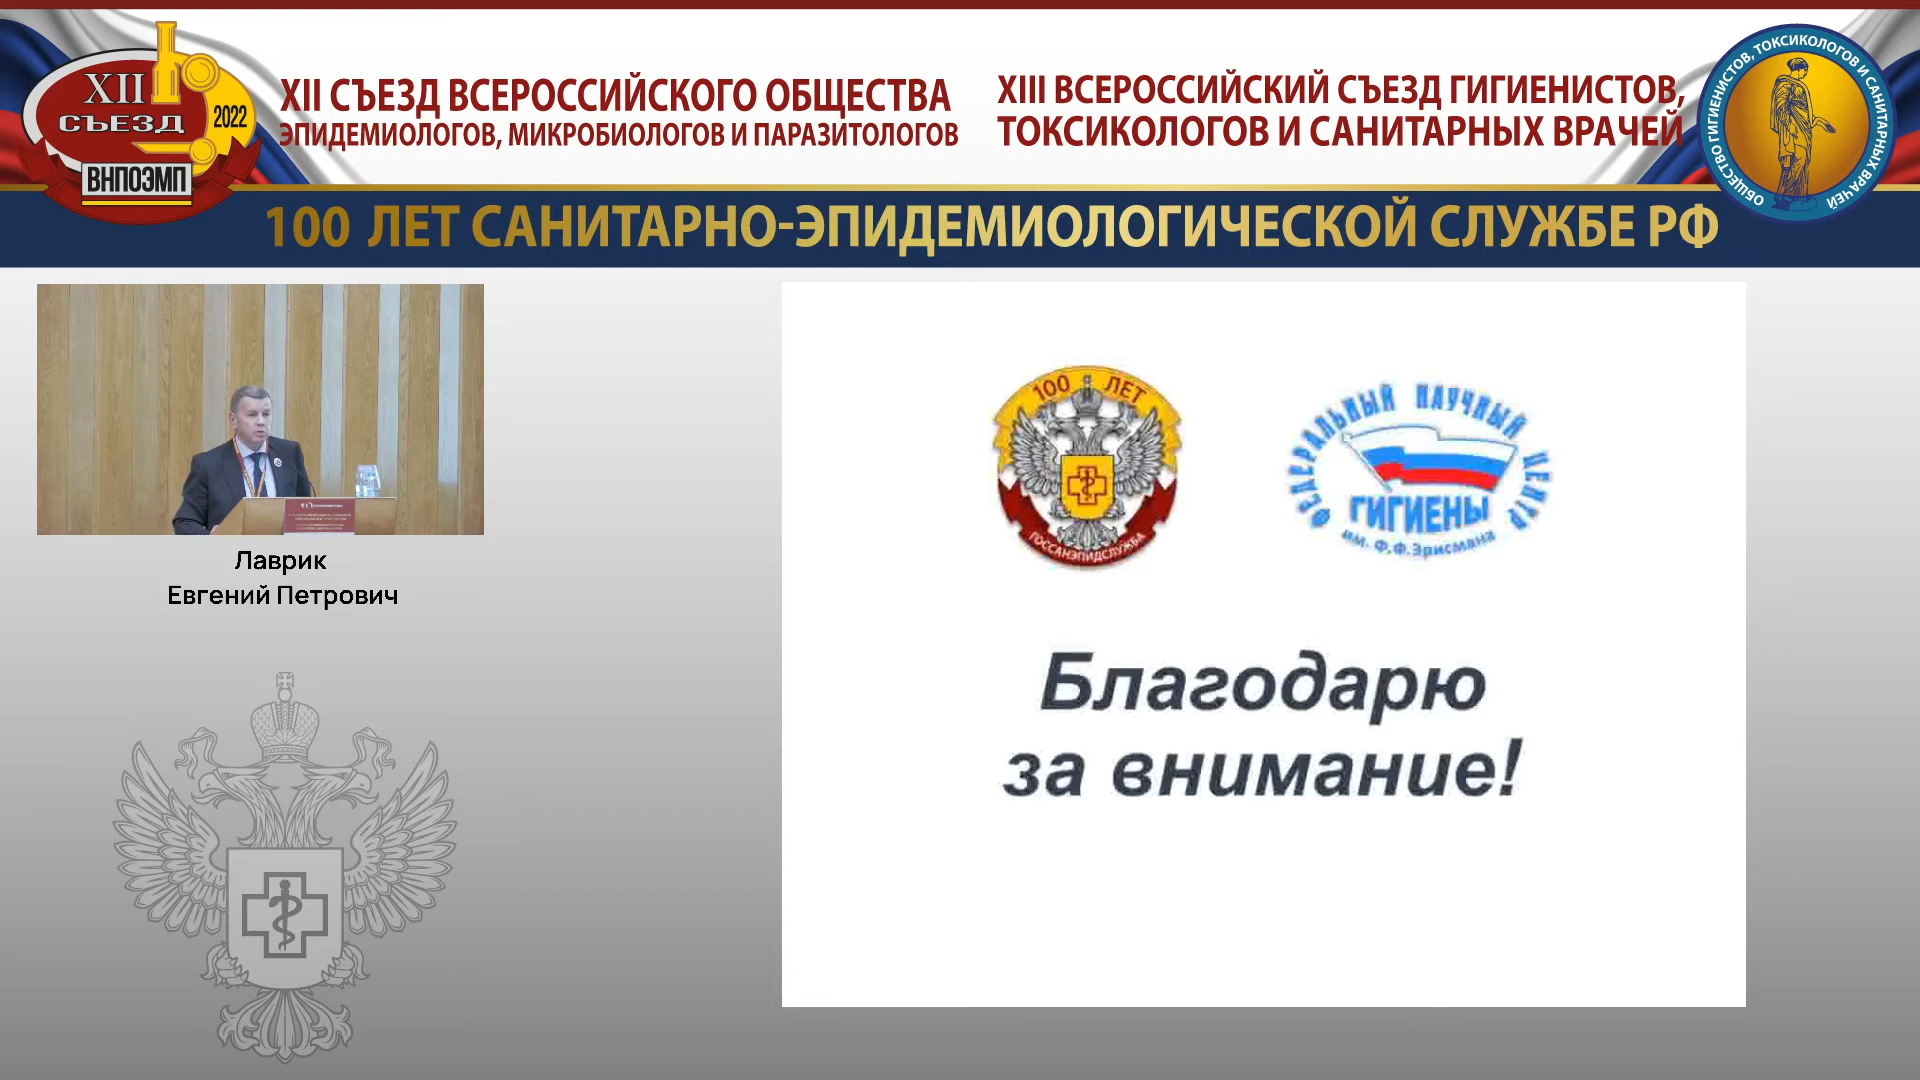 XII
СЪЕЗД
2022
ВНПОЭМП
XII СЪЕЗД ВСЕРОССИЙСКОГО ОБЩЕСТВА
ЭПИДЕМИОЛОГОВ, МИКРОБИОЛОГОВ И ПАРАЗИТОЛОГОВ
XIII ВСЕРОССИЙСКИЙ СЪЕЗД ГИГИЕНИСТОВ,
ТОКСИКОЛОГОВ И САНИТАРНЫХ ВРАЧЕЙ
ОБЩЕСТВО ГИГИЕНИСТОВ, ТОКСИКОЛОГОВ И САНИТАРНЫХ ВРАЧЕЙ
100 ЛЕТ САНИТАРНО-ЭПИДЕМИОЛОГИЧЕСКОЙ СЛУЖБЕ РФ
Лаврик
Евгений Петрович
100 ЛЕТ
ГОССАНЭПИДСЛУЖБА
ФЕДЕРАЛЬНЫЙ НАУЧНЫЙ ЦЕНТР
ГИГИЕНЫ
им. Ф.Ф.Эрисмана
Благодарю
за внимание!